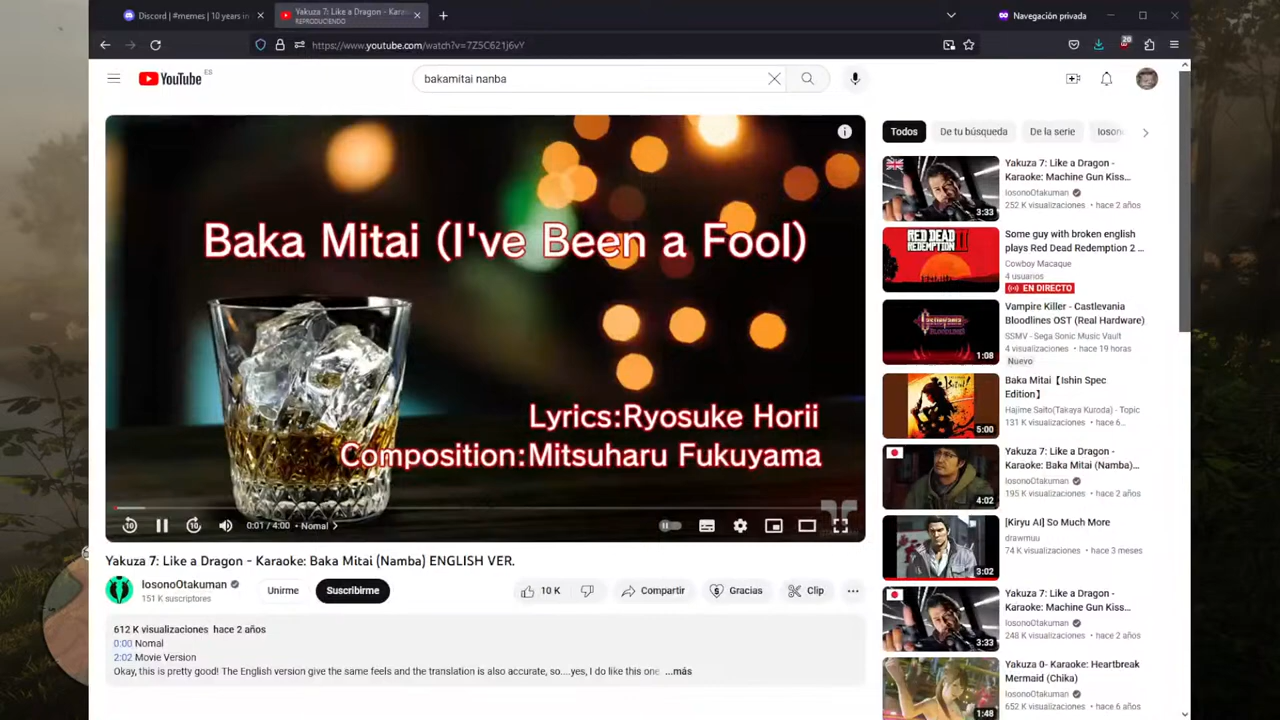 Discord | #memes | 10 years in
Yakuza 7: Like a Dragon - Kara
REPRODUCIENDO
Navegación privada
https://www.youtube.com/watch?v=7Z5C621j6vY
20
YouTube ES
bakamitai nanba
Baka Mitai (I've Been a Fool)
Lyrics:Ryosuke Horii
Composition:Mitsuharu Fukuyama
10
10
0:01 / 4:00 • Nomal
Yakuza 7: Like a Dragon - Karaoke: Baka Mitai (Namba) ENGLISH VER.
IosonoOtakuman
151 K suscriptores
Unirme
Suscribirme
10 K
Compartir
Gracias
Clip
612 K visualizaciones hace 2 años
0:00 Nomal
2:02 Movie Version
Okay, this is pretty good! The English version give the same feels and the translation is also accurate, so....yes, I do like this one ...más
Todos
De tu búsqueda
De la serie
Ioson
Yakuza 7: Like a Dragon -
Karaoke: Machine Gun Kiss...
IosonoOtakuman
252 K visualizaciones • hace 2 años
3:33
RED DEAD
REDEMPTION II
Some guy with broken english
plays Red Dead Redemption 2 ...
Cowboy Macaque
4 usuarios
EN DIRECTO
Castlevania
BLOODLINES
1:08
Vampire Killer - Castlevania
Bloodlines OST (Real Hardware)
SSMV - Sega Sonic Music Vault
4 visualizaciones • hace 19 horas
Nuevo
Baka Mitai【Ishin Spec
Edition】
Hajime Saito(Takaya Kuroda) - Topic
131 K visualizaciones • hace 6...
5:00
Yakuza 7: Like a Dragon -
Karaoke: Baka Mitai (Namba)...
IosonoOtakuman
195 K visualizaciones • hace 2 años
4:02
[Kiryu AI] So Much More
drawmuu
74 K visualizaciones • hace 3 meses
3:02
Yakuza 7: Like a Dragon -
Karaoke: Machine Gun Kiss...
IosonoOtakuman
248 K visualizaciones • hace 2 años
3:33
Yakuza 0- Karaoke: Heartbreak
Mermaid (Chika)
IosonoOtakuman
652 K visualizaciones • hace 6 años
1:48